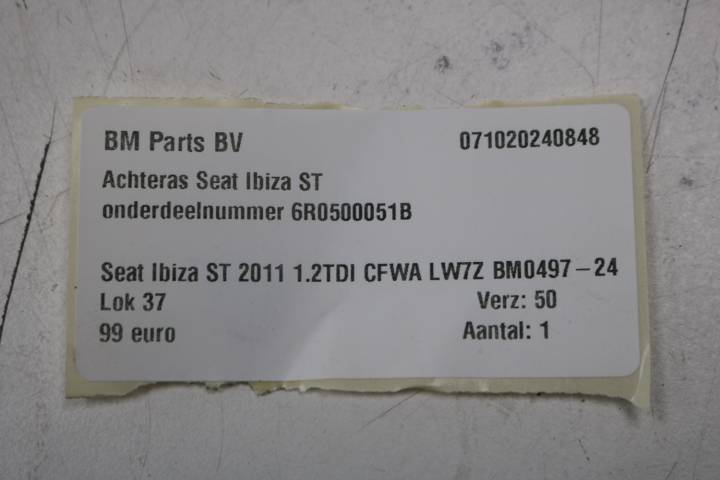 BM Parts BV 071020240848
Achteras Seat Ibiza ST
onderdeelnummer 6R0500051B
Seat Ibiza ST 2011 1.2TDI CFWA LW7Z BM0497-24
Lok 37 Verz: 50
99 euro Aantal: 1